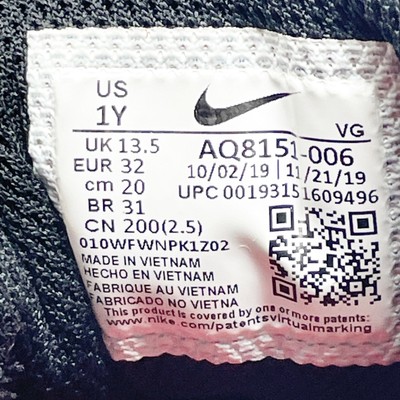 US
1Y
VG
UK 13.5
AQ8151-006
EUR 32
10/02/19 | 11/21/19
cm 20
UPC 00193151609496
BR 31
CN 200(2.5)
010WFWNPK1Z02
MADE IN VIETNAM
HECHO EN VIETNAM
FABRIQUE AU VIETNAM
FABRICADO NO VIETNA
This product is covered by one or more patents:
www.nike.com/patentsvirtualmarking